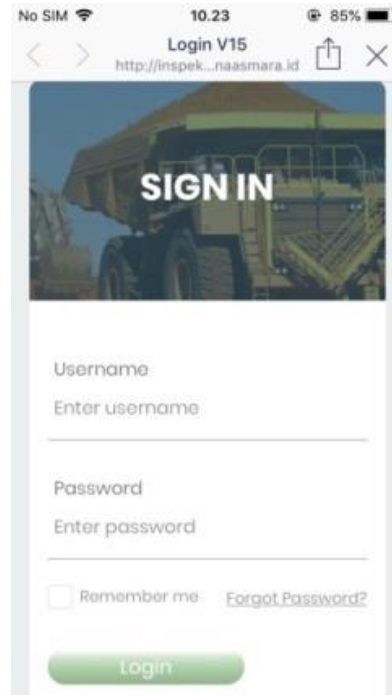 No SIM 10.23 85%
Login V15
http://inspek...naasmara.id
SIGN IN
Username
Enter username
Password
Enter password
Remember me Forgot Password?
Login